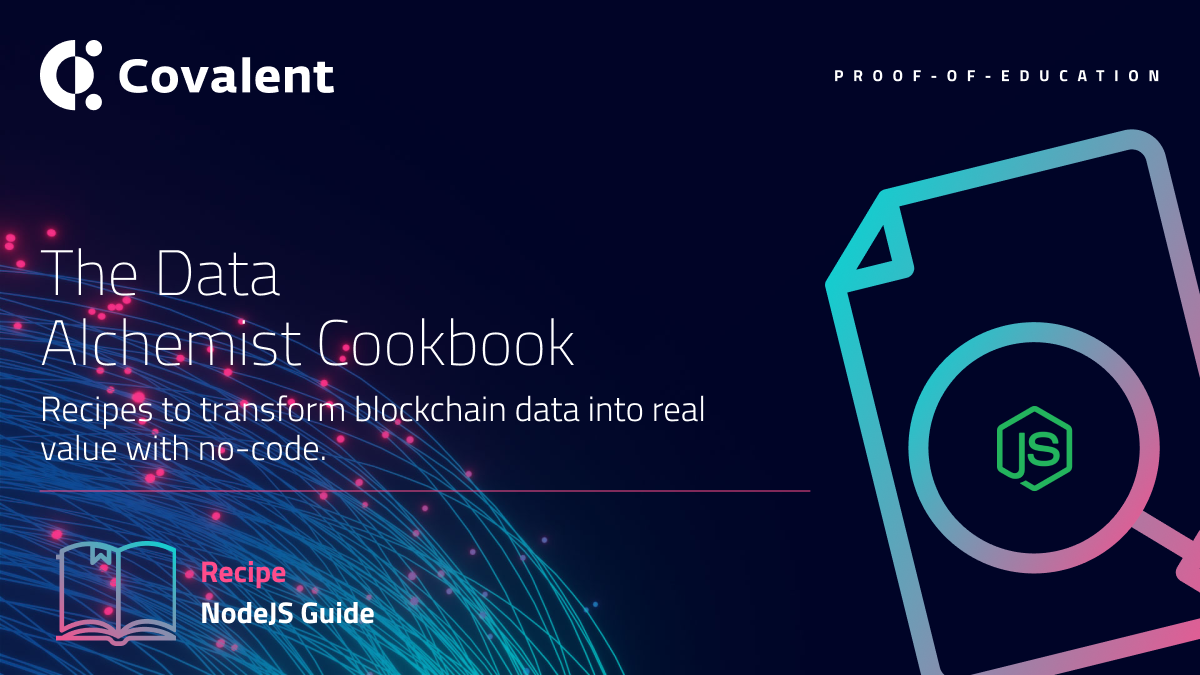 Covalent
PROOF-OF-EDUCATION
The Data
Alchemist Cookbook
Recipes to transform blockchain data into real
value with no-code.
JS
Recipe
NodeJS Guide